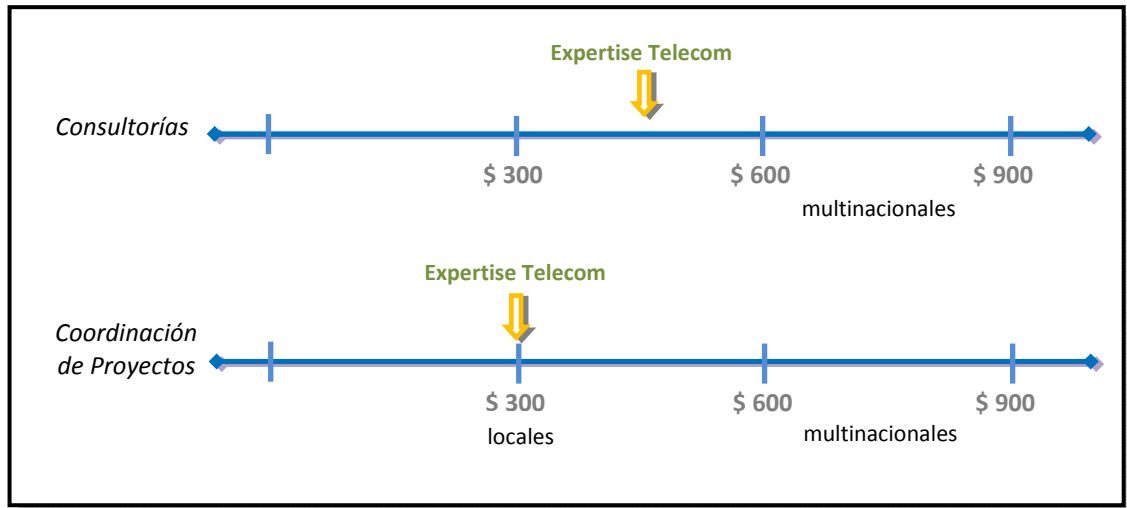 Expertise Telecom
Consultorías
$ 300 $ 600 $ 900
multinacionales
Expertise Telecom
Coordinación
de Proyectos
$ 300 $ 600 $ 900
locales multinacionales